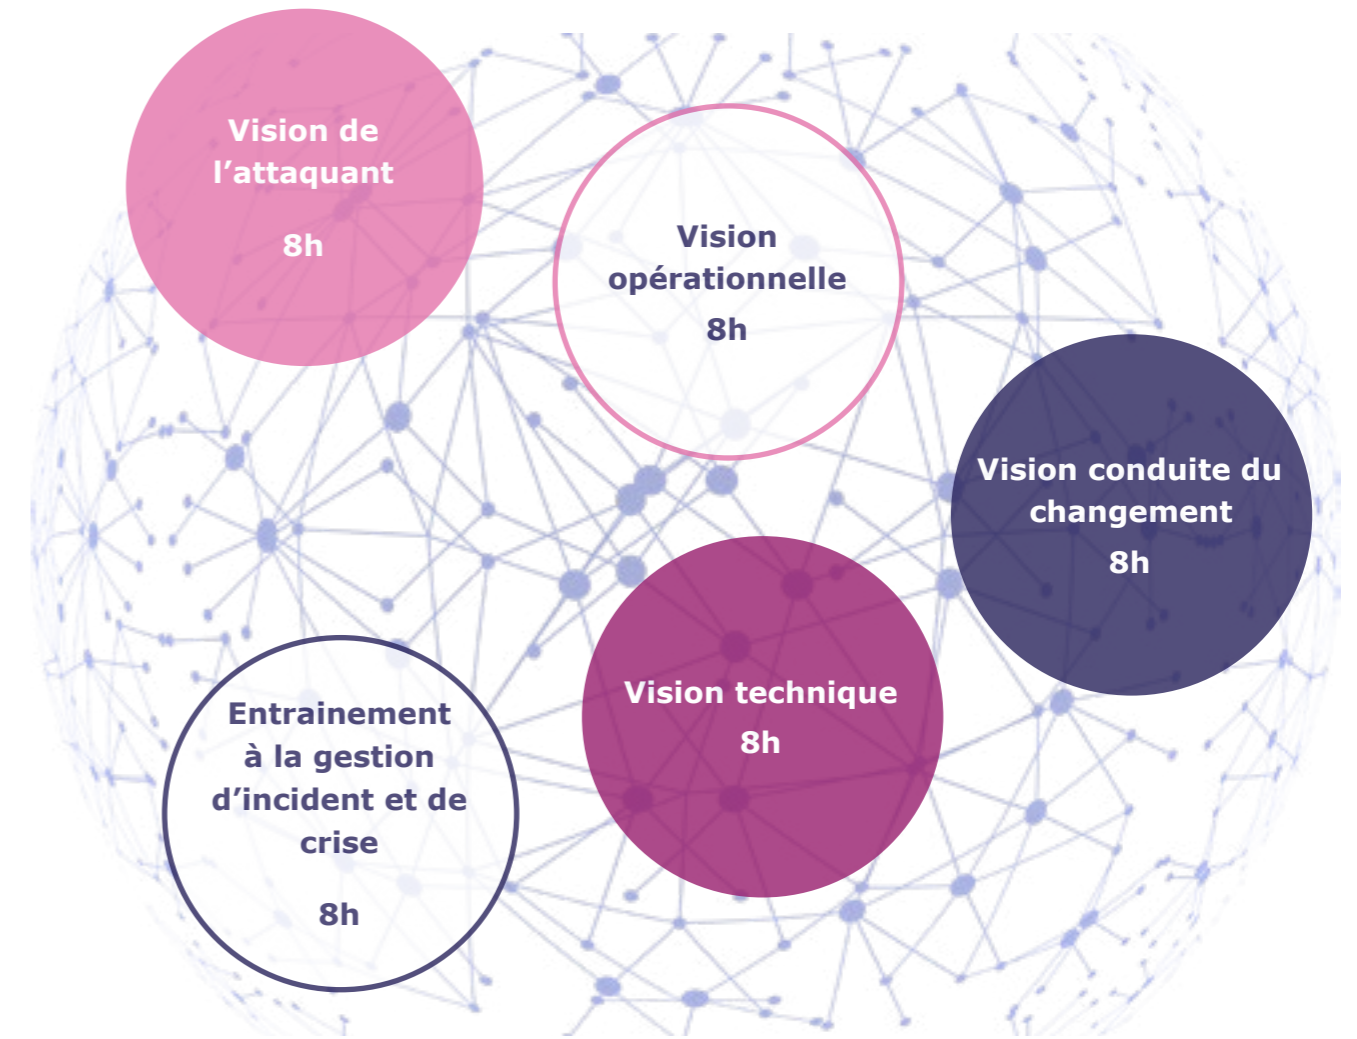 Vision de
l’attaquant
8h
Vision
opérationnelle
8h
Vision conduite du
changement
8h
Vision technique
8h
Entrainement
à la gestion
d’incident et de
crise
8h